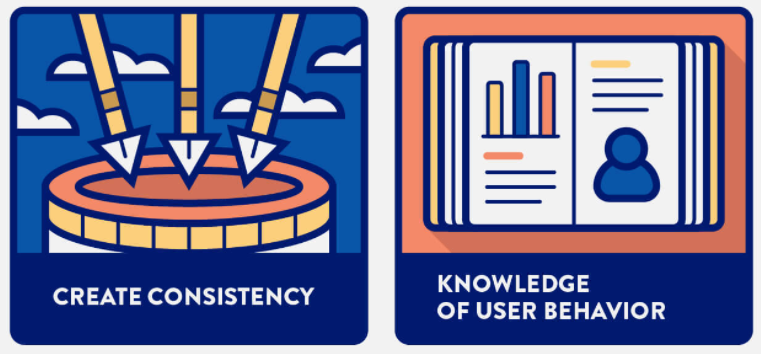 CREATE CONSISTENCY
KNOWLEDGE
OF USER BEHAVIOR